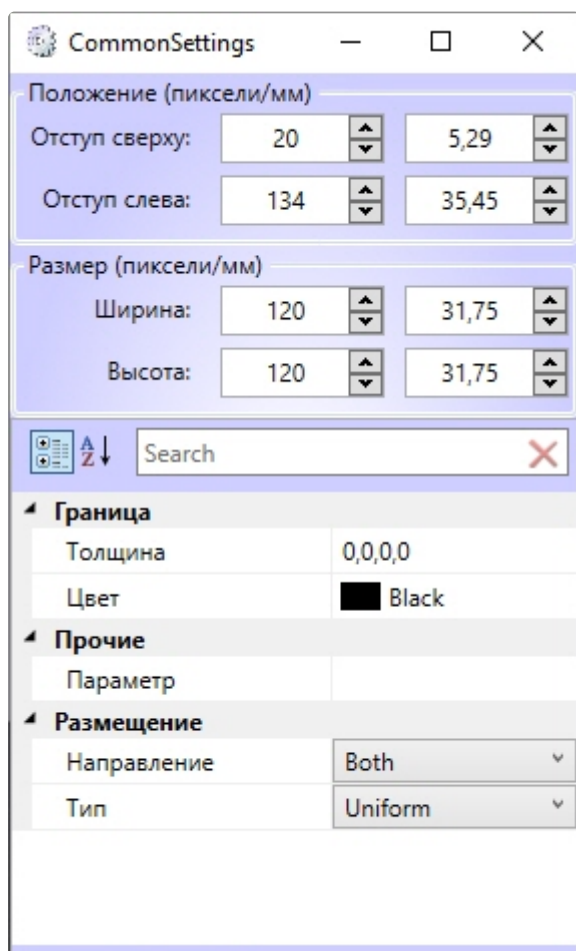 CommonSettings
Положение (пиксели/мм)
Отступ сверху: 20 5,29
Отступ слева: 134 35,45
Размер (пиксели/мм)
Ширина: 120 31,75
Высота: 120 31,75
A Z Search
Граница
Толщина 0,0,0,0
Цвет Black
Прочие
Параметр
Размещение
Направление Both
Тип Uniform